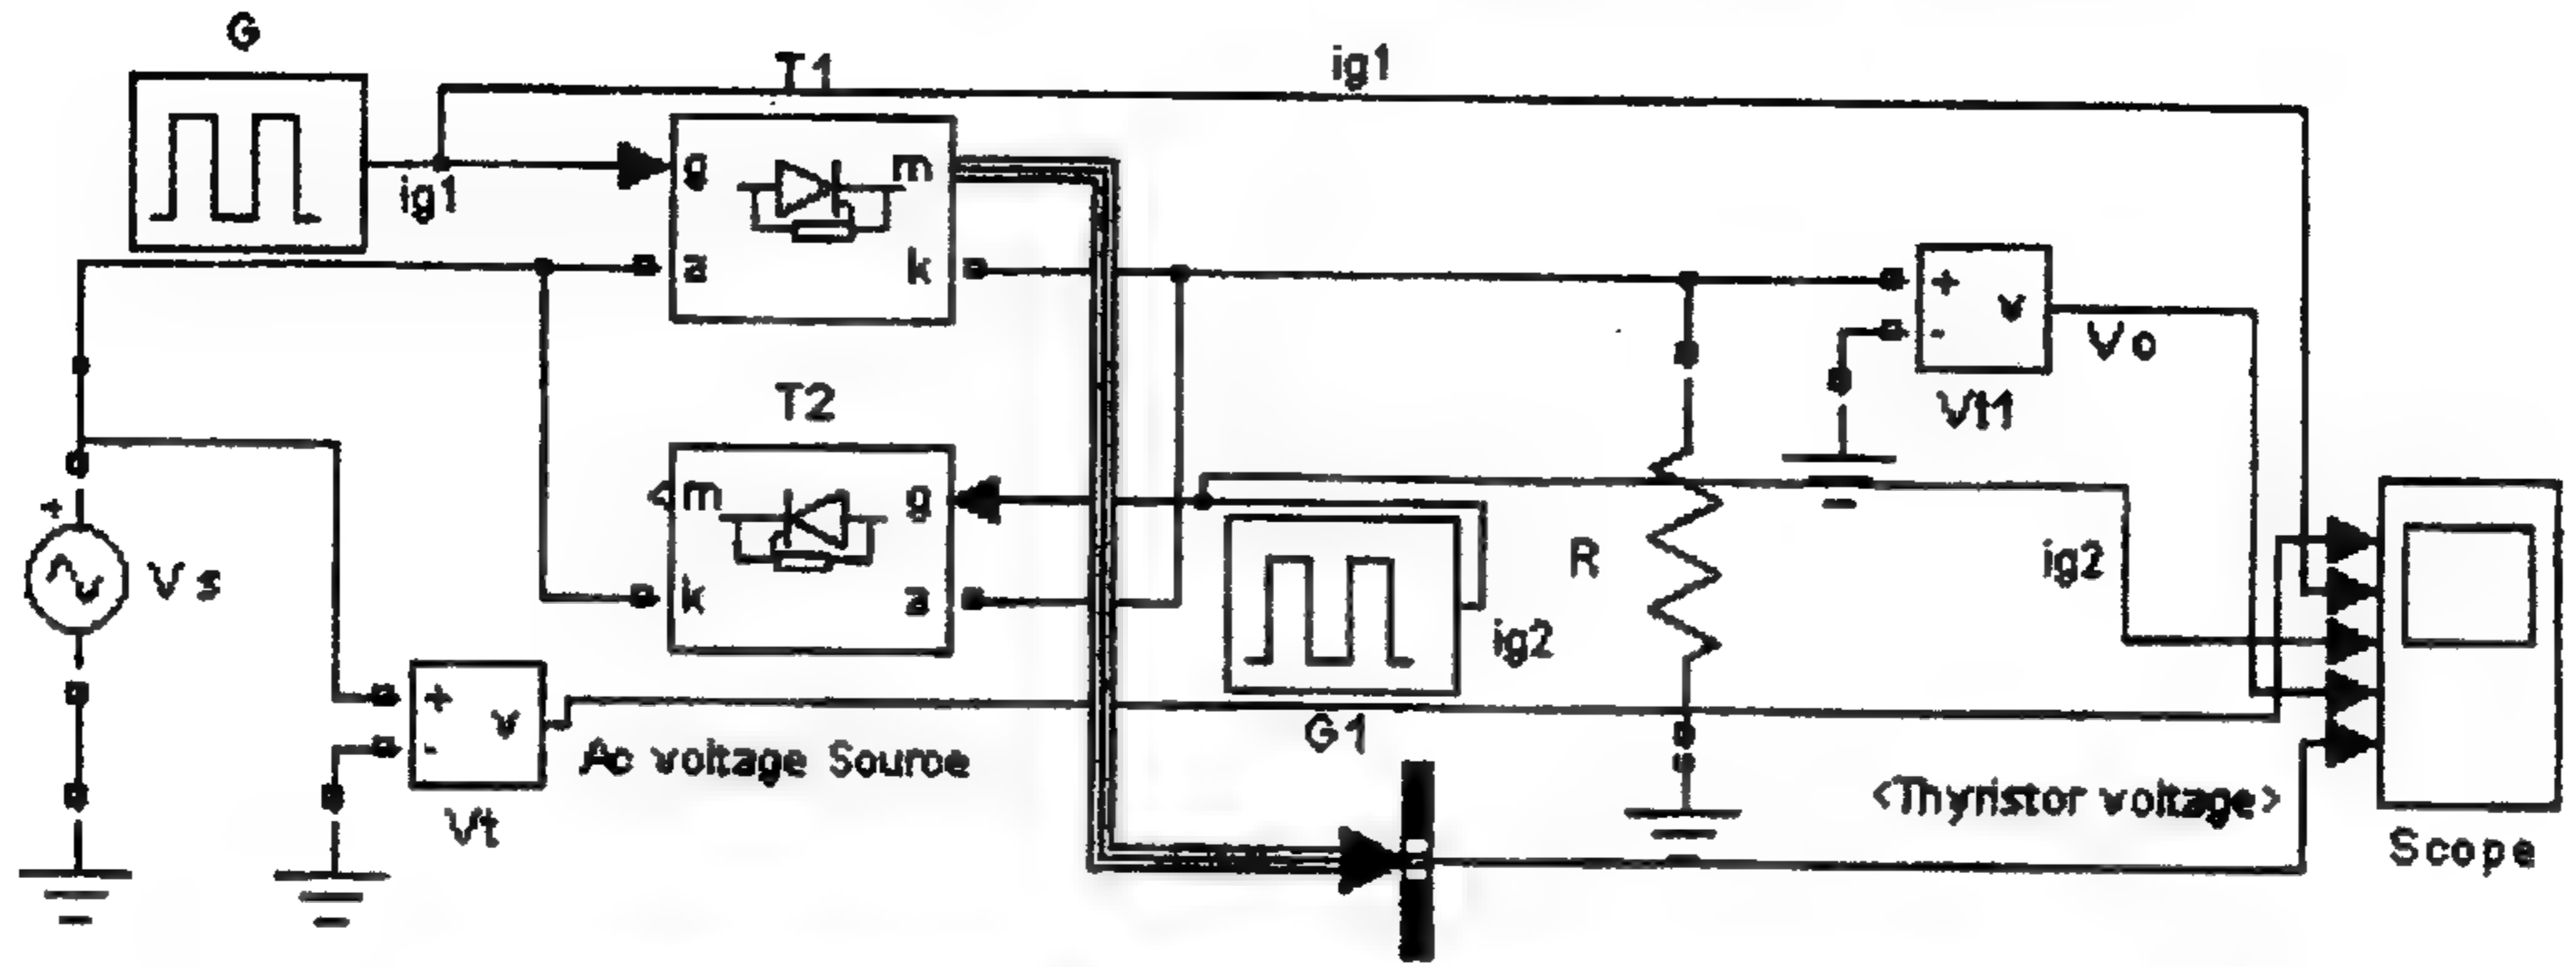 G
T1
ig1
g
m
ig1
a
k
+
v
-
Vo
Vt1
T2
m
g
+
Vs
R
ig2
k
a
ig2
+
v
-
G1
Ac voltage Source
<Thyristor voltage>
Vt
Scope